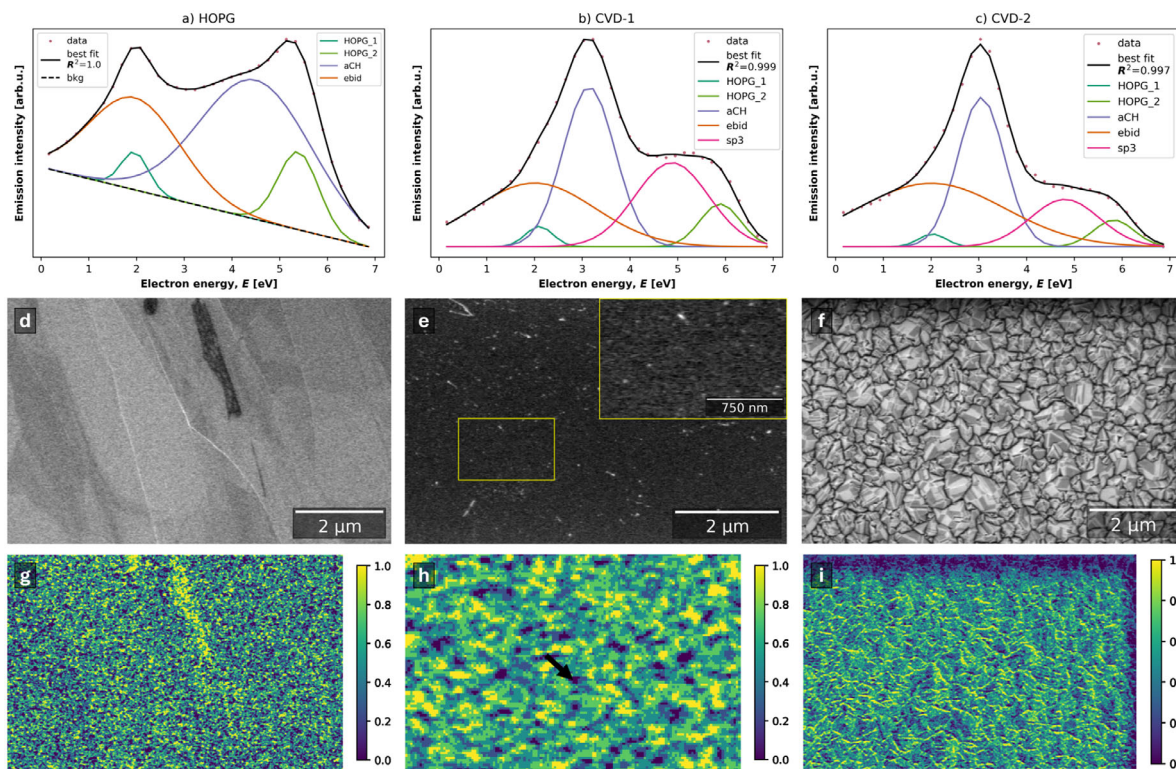 a) HOPG
data
best fit
R²=1.0
bkg
HOPG_1
HOPG_2
aCH
ebid
Emission intensity [arb.u.]
0 1 2 3 4 5 6 7
Electron energy, E [eV]
b) CVD-1
data
best fit
R²=0.999
HOPG_1
HOPG_2
aCH
ebid
sp3
Emission intensity [arb.u.]
0 1 2 3 4 5 6 7
Electron energy, E [eV]
c) CVD-2
data
best fit
R²=0.997
HOPG_1
HOPG_2
aCH
ebid
sp3
Emission intensity [arb.u.]
0 1 2 3 4 5 6 7
Electron energy, E [eV]
d
2 µm
e
750 nm
2 µm
f
2 µm
g
1.0
0.8
0.6
0.4
0.2
0.0
h
1.0
0.8
0.6
0.4
0.2
0.0
i